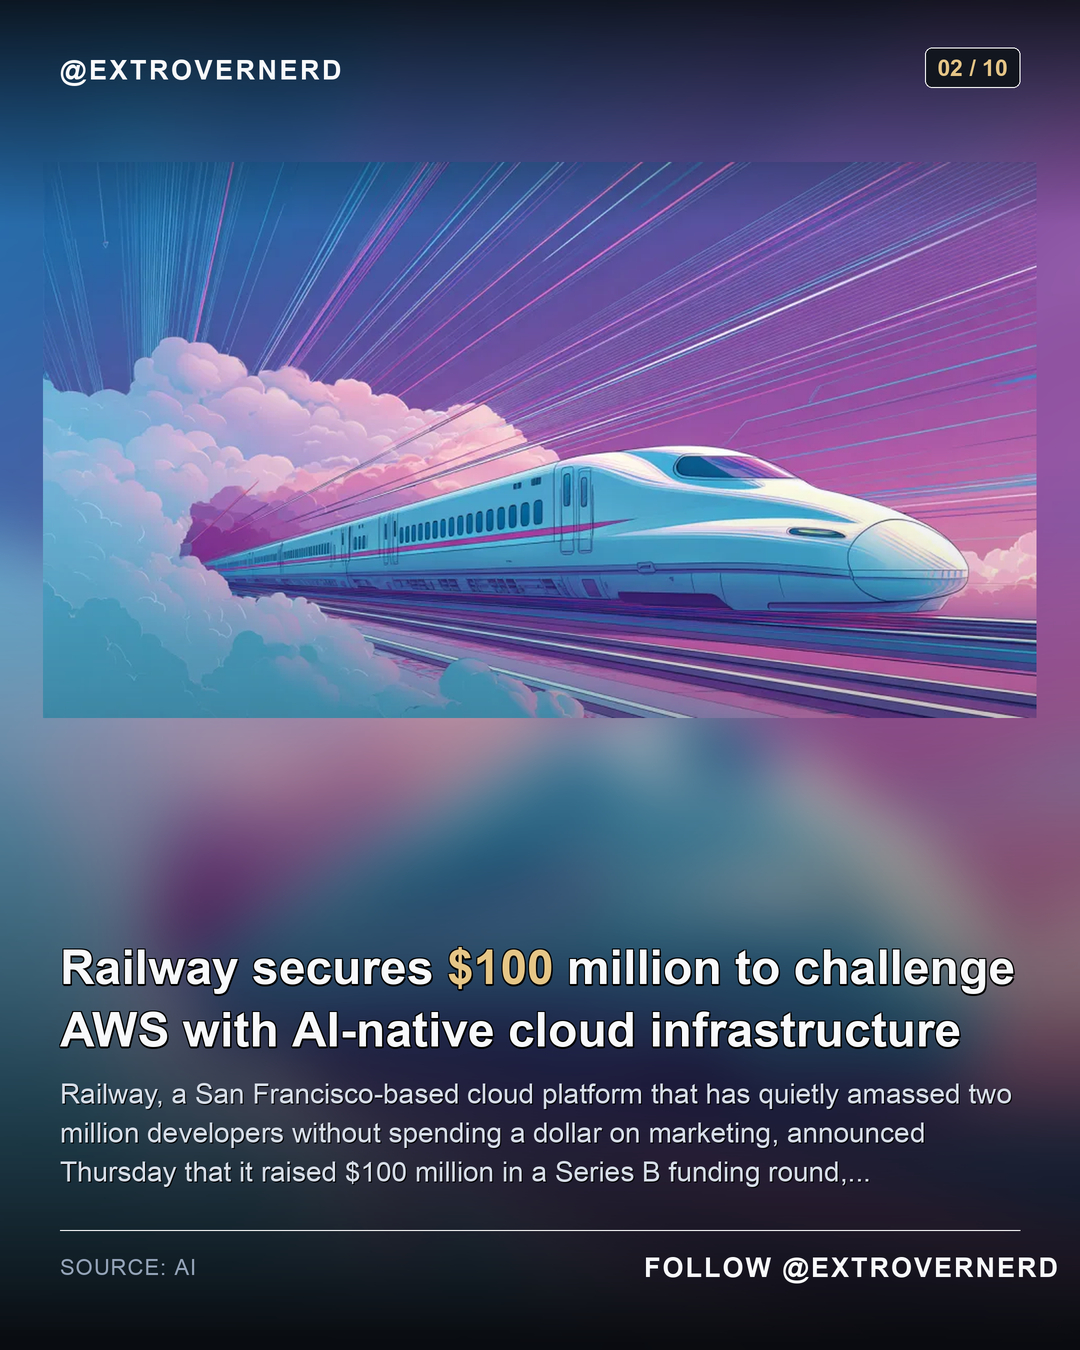 @EXTROVERNERD
02 / 10
Railway secures $100 million to challenge
AWS with AI-native cloud infrastructure
Railway, a San Francisco-based cloud platform that has quietly amassed two
million developers without spending a dollar on marketing, announced
Thursday that it raised $100 million in a Series B funding round,...
SOURCE: AI
FOLLOW @EXTROVERNERD